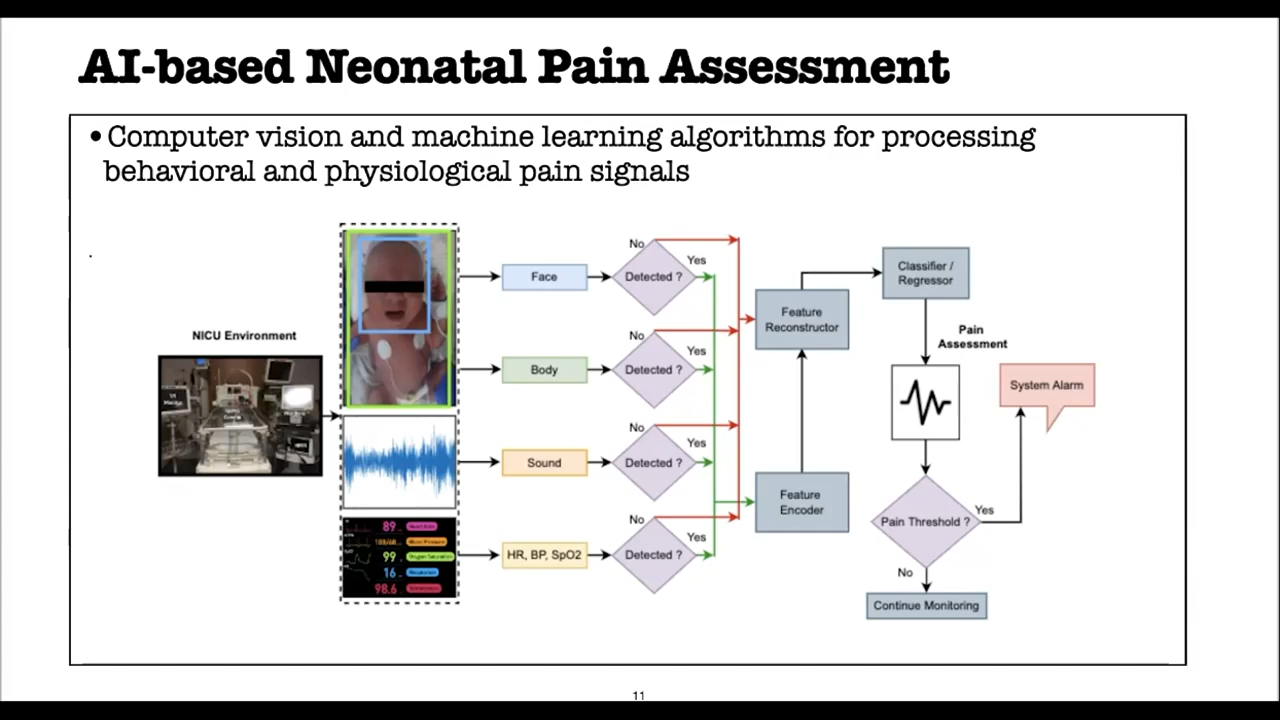 AI-based Neonatal Pain Assessment
•Computer vision and machine learning algorithms for processing
behavioral and physiological pain signals
.
NICU Environment
Face
Body
Sound
HR, BP, SpO2
No
Detected ?
Yes
No
Detected ?
Yes
No
Detected ?
Yes
No
Detected ?
Yes
Feature
Reconstructor
Feature
Encoder
Classifier /
Regressor
Pain
Assessment
System Alarm
Pain Threshold ?
Yes
No
Continue Monitoring
89
99
Oxygen Saturation
16
98.6
11